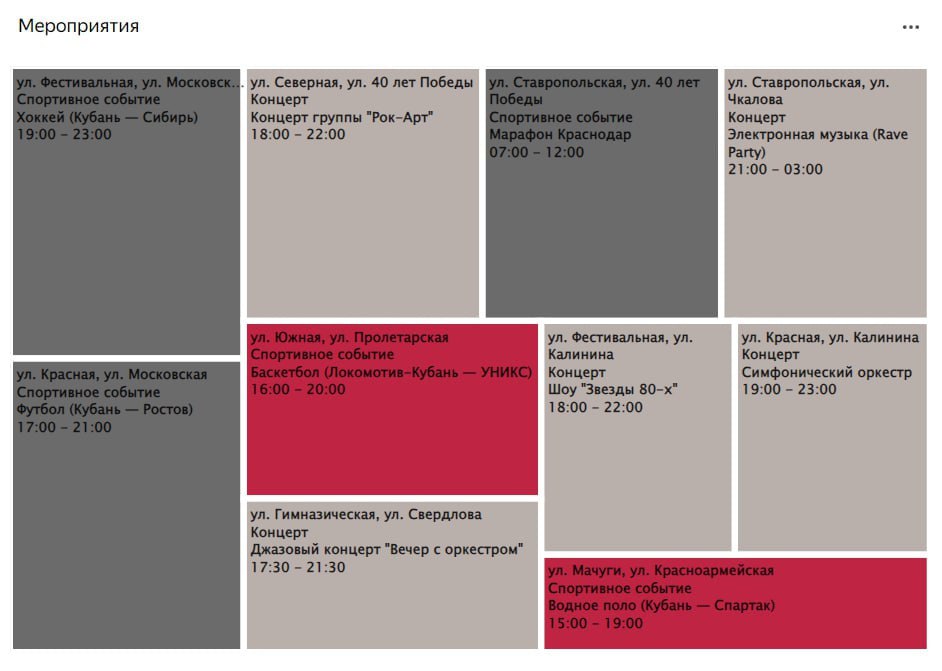 Мероприятия
ул. Фестивальная, ул. Московск...
Спортивное событие
Хоккей (Кубань — Сибирь)
19:00 - 23:00
ул. Северная, ул. 40 лет Победы
Концерт
Концерт группы "Рок-Арт"
18:00 - 22:00
ул. Ставропольская, ул. 40 лет
Победы
Спортивное событие
Марафон Краснодар
07:00 - 12:00
ул. Ставропольская, ул.
Чкалова
Концерт
Электронная музыка (Rave
Party)
21:00 - 03:00
ул. Красная, ул. Московская
Спортивное событие
Футбол (Кубань — Ростов)
17:00 - 21:00
ул. Южная, ул. Пролетарская
Спортивное событие
Баскетбол (Локомотив-Кубань — УНИКС)
16:00 - 20:00
ул. Фестивальная, ул.
Калинина
Концерт
Шоу "Звезды 80-х"
18:00 - 22:00
ул. Красная, ул. Калинина
Концерт
Симфонический оркестр
19:00 - 23:00
ул. Гимназическая, ул. Свердлова
Концерт
Джазовый концерт "Вечер с оркестром"
17:30 - 21:30
ул. Мачуги, ул. Красноармейская
Спортивное событие
Водное поло (Кубань — Спартак)
15:00 - 19:00